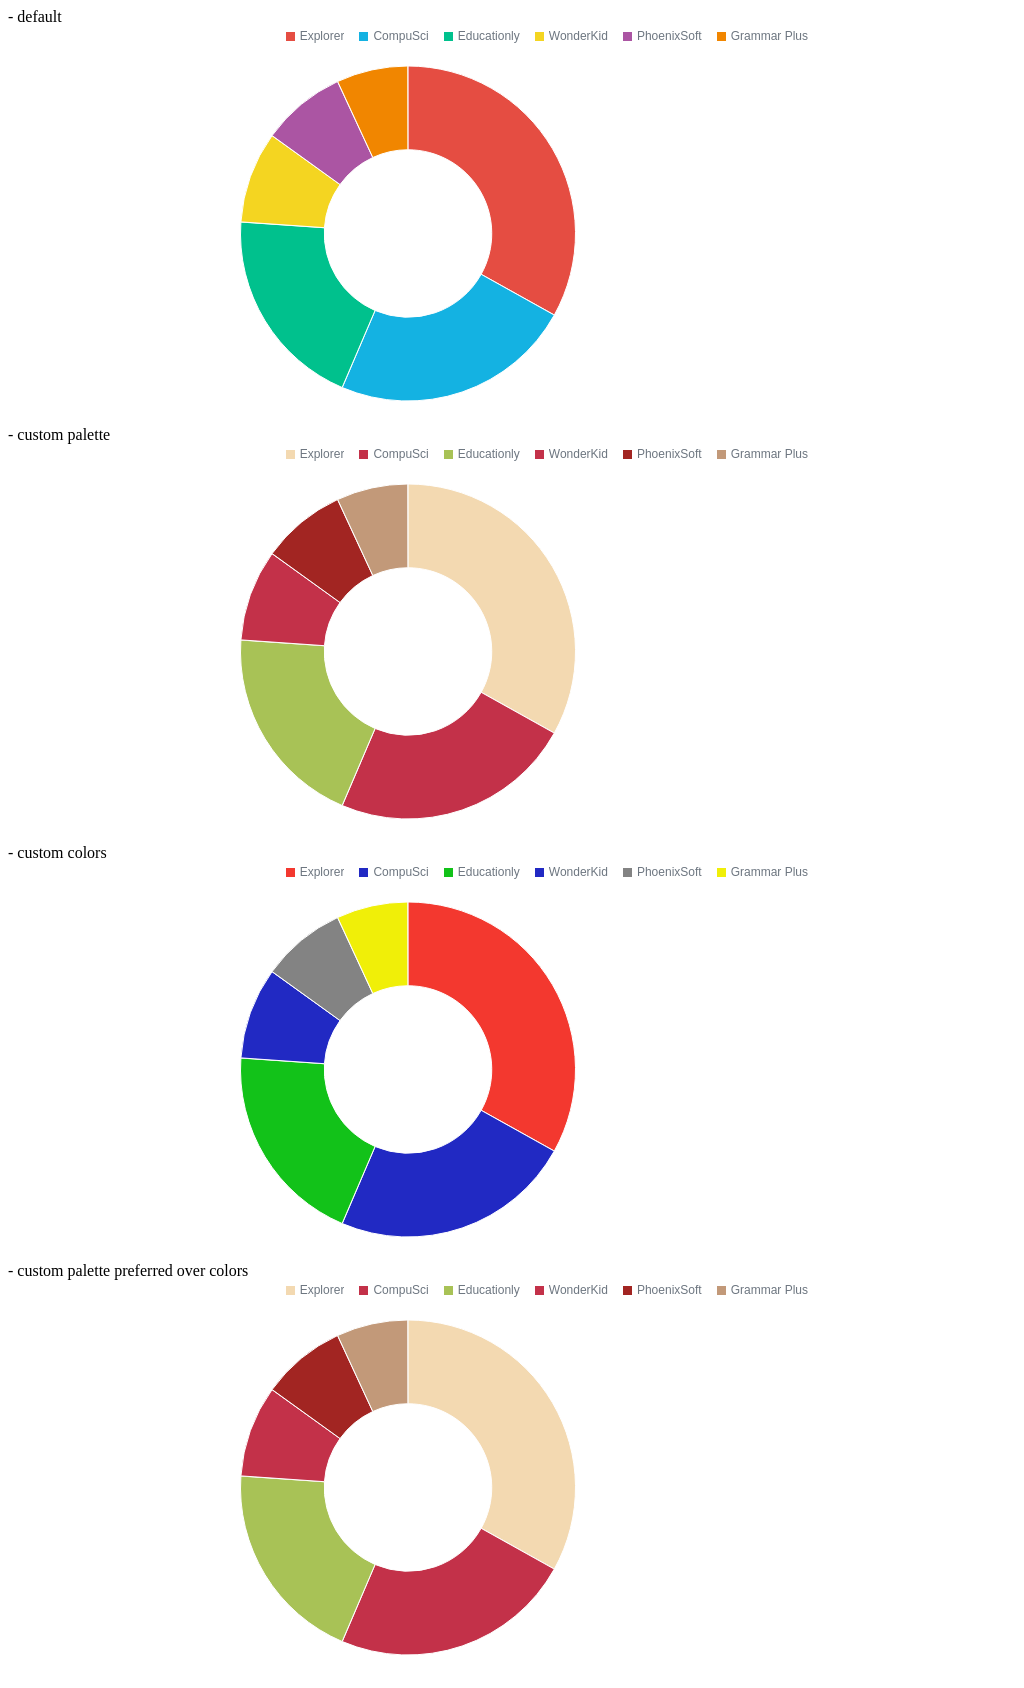 - default
Explorer CompuSci Educationly WonderKid PhoenixSoft Grammar Plus
- custom palette
Explorer CompuSci Educationly WonderKid PhoenixSoft Grammar Plus
- custom colors
Explorer CompuSci Educationly WonderKid PhoenixSoft Grammar Plus
- custom palette preferred over colors
Explorer CompuSci Educationly WonderKid PhoenixSoft Grammar Plus